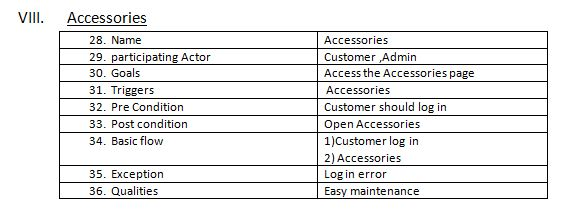 VIII. Accessories
28. Name Accessories
29. participating Actor Customer ,Admin
30. Goals Access the Accessories page
31. Triggers Accessories
32. Pre Condition Customer should log in
33. Post condition Open Accessories
34. Basic flow 1)Customer log in
2) Accessories
35. Exception Log in error
36. Qualities Easy maintenance